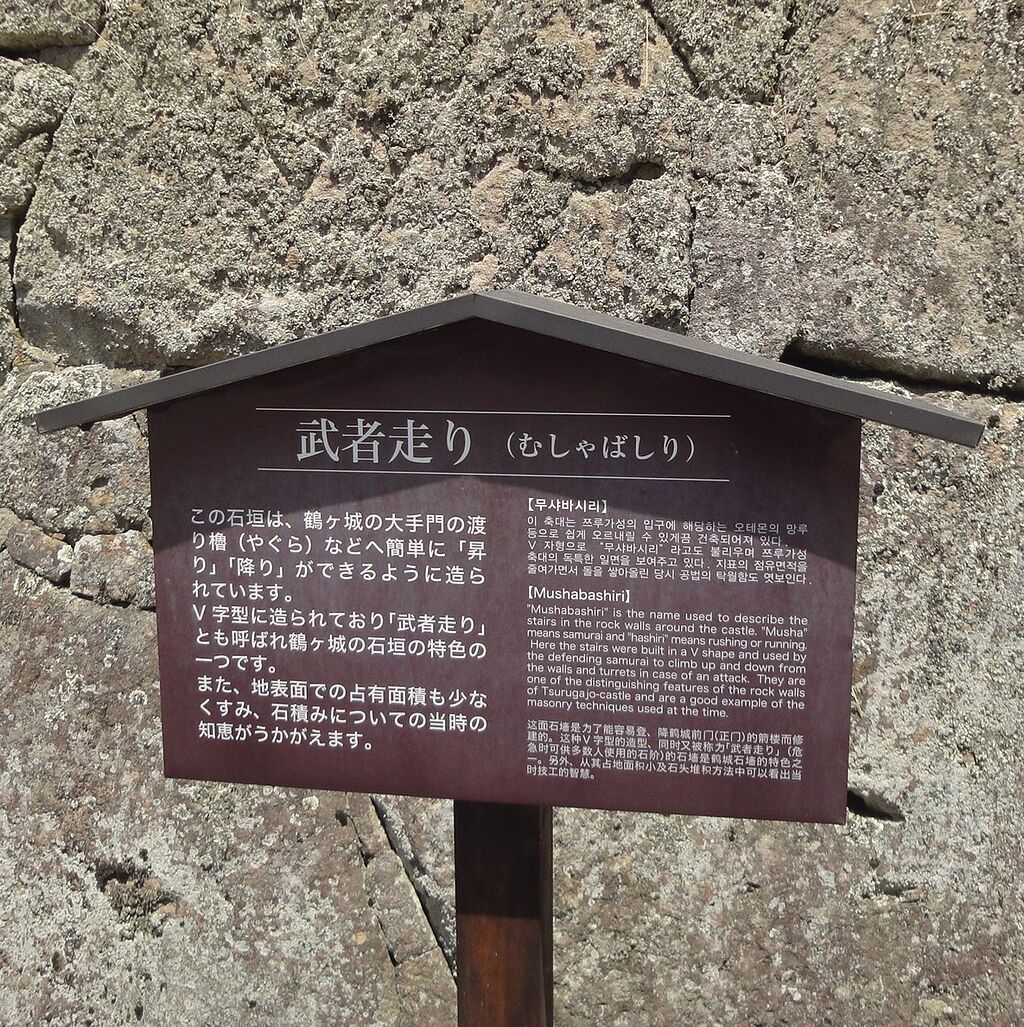 武者走り（むしゃばしり）
この石垣は、鶴ヶ城の大手門の渡
り櫓（やぐら）などへ簡単に「昇
り」「降り」ができるように造ら
れています。
V字型に造られており「武者走り」
とも呼ばれ鶴ヶ城の石垣の特色の
一つです。
また、地表面での占有面積も少な
くすみ、石積みについての当時の
知恵がうかがえます。
【무샤바시리】
이 축대는 쯔루가성의 입구에 해당하는 오테몬의 망루
등으로 쉽게 오르내릴 수 있게끔 건축되어져 있다.
V 자형으로 "무샤바시리" 라고도 불리우며 쯔루가성
축대의 독특한 일면을 보여주고 있다. 지표의 점유면적을
줄여가면서 돌을 쌓아올린 당시 공법의 탁월함도 엿보인다.
【Mushabashiri】
"Mushabashiri" is the name used to describe the
stairs in the rock walls around the castle. "Musha"
means samurai and "hashiri" means rushing or running.
Here the stairs were built in a V shape and used by
the defending samurai to climb up and down from
the walls and turrets in case of an attack. They are
one of the distinguishing features of the rock walls
of Tsurugajo-castle and are a good example of the
masonry techniques used at the time.
这面石墙是为了能容易登、降鹤城前门(正门)的箭楼而修
建的。这种V字型的造型、同时又被称为「武者走り」(危
急时可供多数人使用的石阶)的石墙是鹤城石墙的特色之
一。另外、从其占地面积小及石头堆积方法中可以看出当
时技工的智慧。